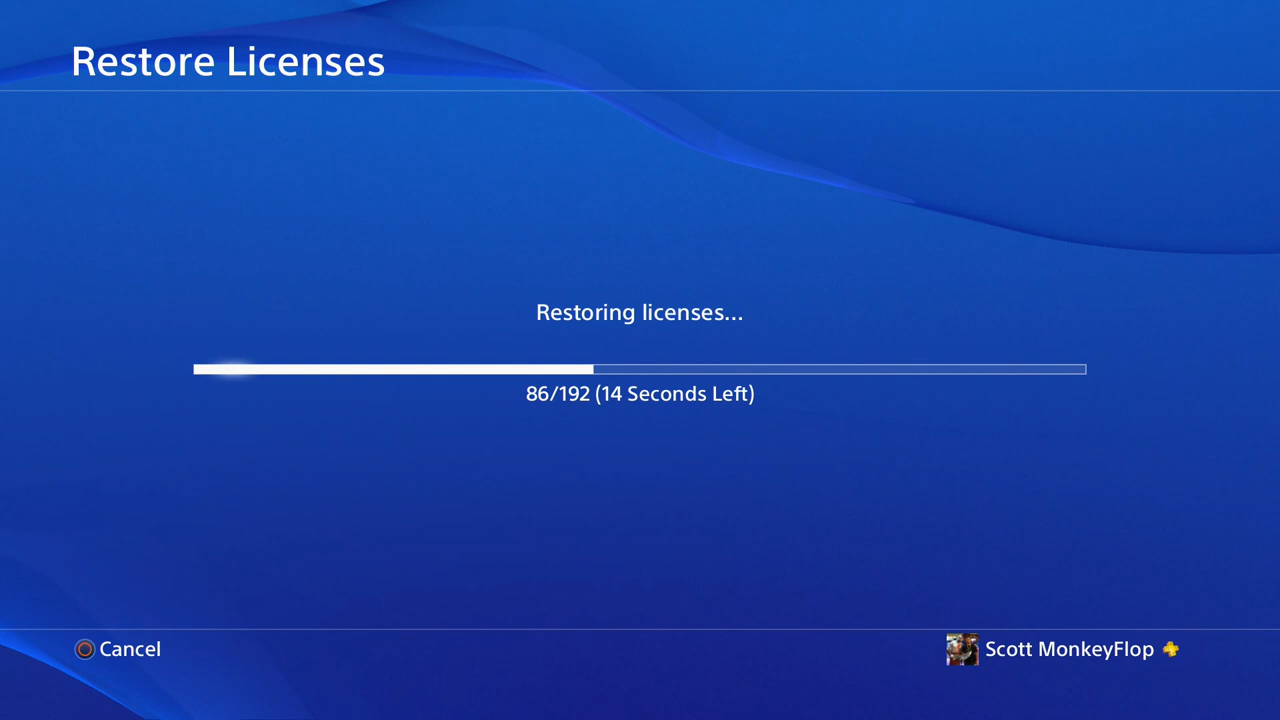 Restore Licenses
Restoring licenses...
86/192 (14 Seconds Left)
Cancel
Scott MonkeyFlop